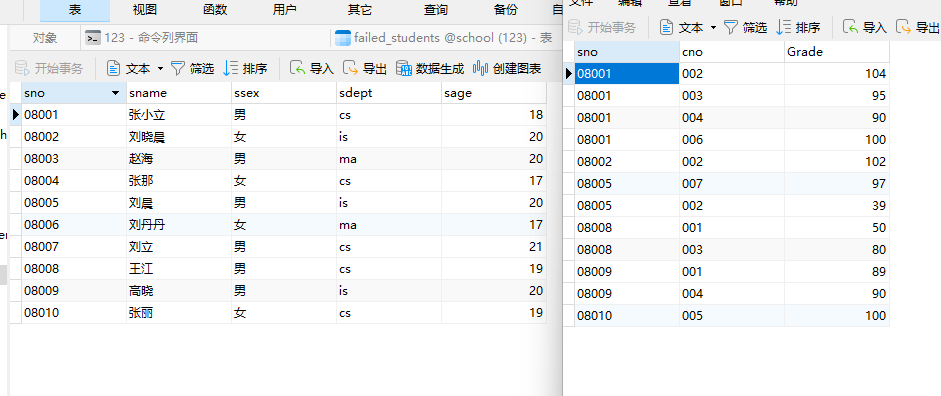 表 视图 函数 用户 其它 查询 备份
对象 123 - 命令列界面 failed_students @school (123) - 表
开始事务 文本 筛选 排序 导入 导出 数据生成 创建图表
sno sname ssex sdept sage
08001 张小立 男 cs 18
08002 刘晓晨 女 is 20
08003 赵海 男 ma 20
08004 张那 女 cs 17
08005 刘晨 男 is 20
08006 刘丹丹 女 ma 17
08007 刘立 男 cs 21
08008 王江 男 cs 19
08009 高晓 男 is 20
08010 张丽 女 cs 19
文件 编辑 查看 窗口 帮助
开始事务 文本 筛选 排序 导入 导出
sno cno Grade
08001 002 104
08001 003 95
08001 004 90
08001 006 100
08002 002 102
08005 007 97
08005 002 39
08008 001 50
08008 003 80
08009 001 89
08009 004 90
08010 005 100